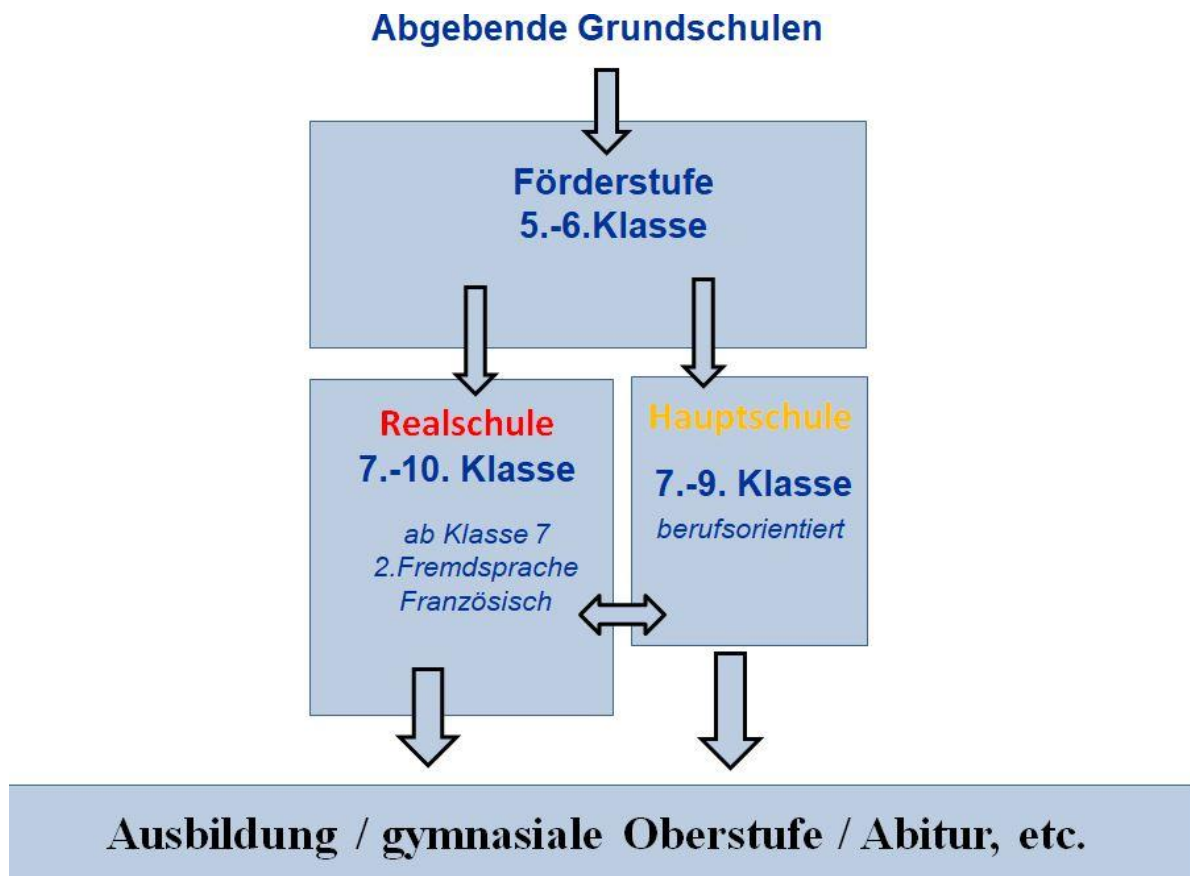 Abgebende Grundschulen
Förderstufe
5.-6.Klasse
Realschule
7.-10. Klasse
ab Klasse 7
2.Fremdsprache
Französisch
Hauptschule
7.-9. Klasse
berufsorientiert
Ausbildung / gymnasiale Oberstufe / Abitur, etc.